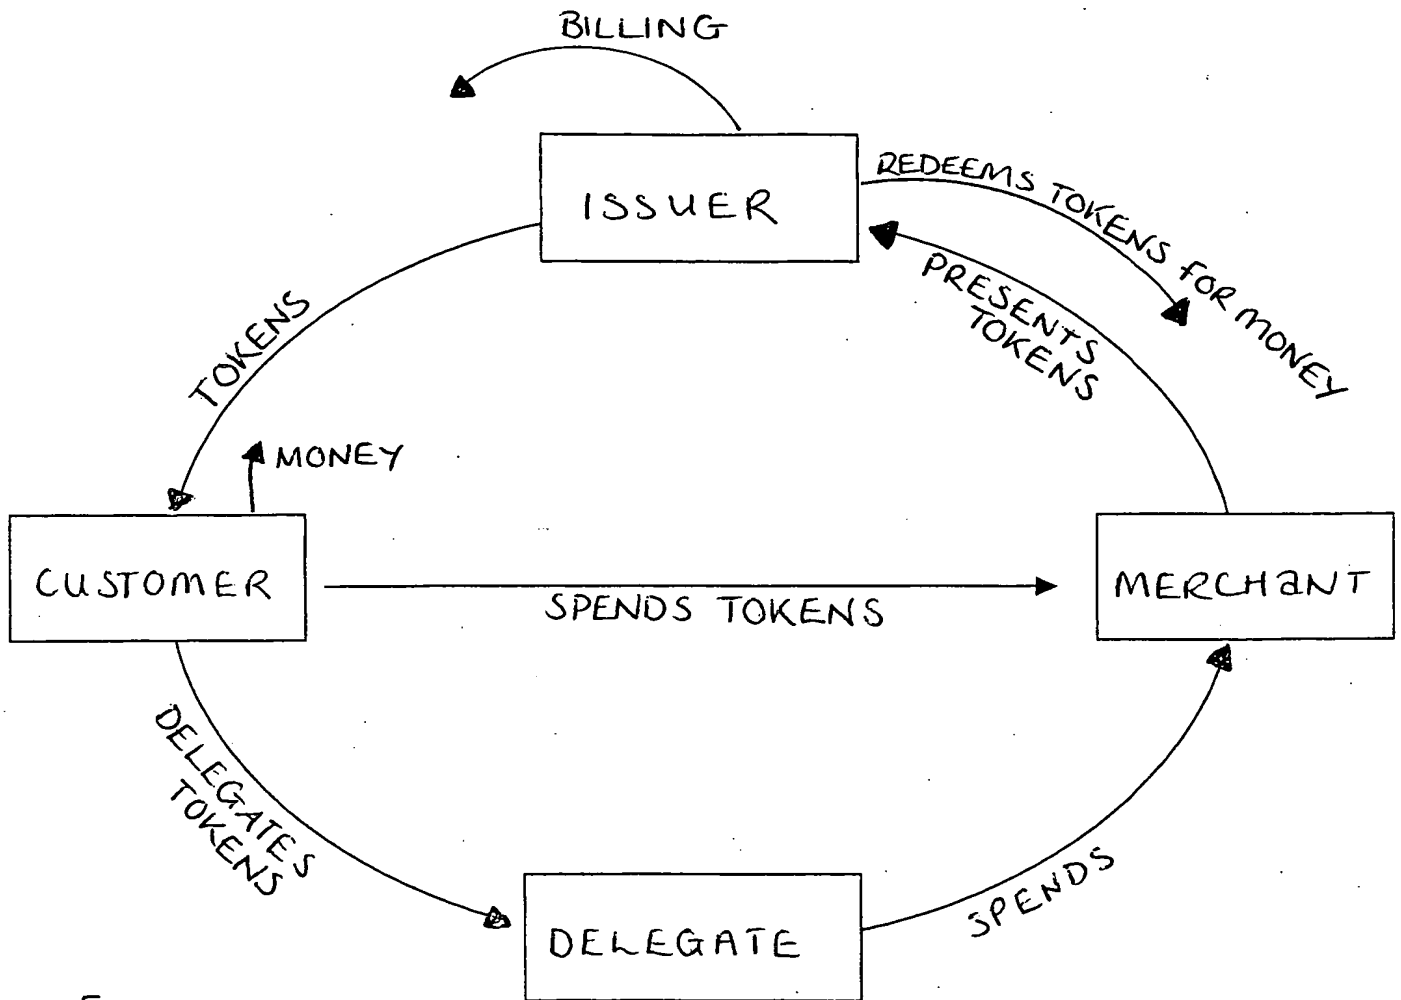 BILLING
ISSUER
REDEEMS TOKENS FOR MONEY
PRESENTS
TOKENS
TOKENS
MONEY
CUSTOMER
SPENDS TOKENS
MERCHaNT
DELEGATES
TOKENS
SPENDS
DELEGATE